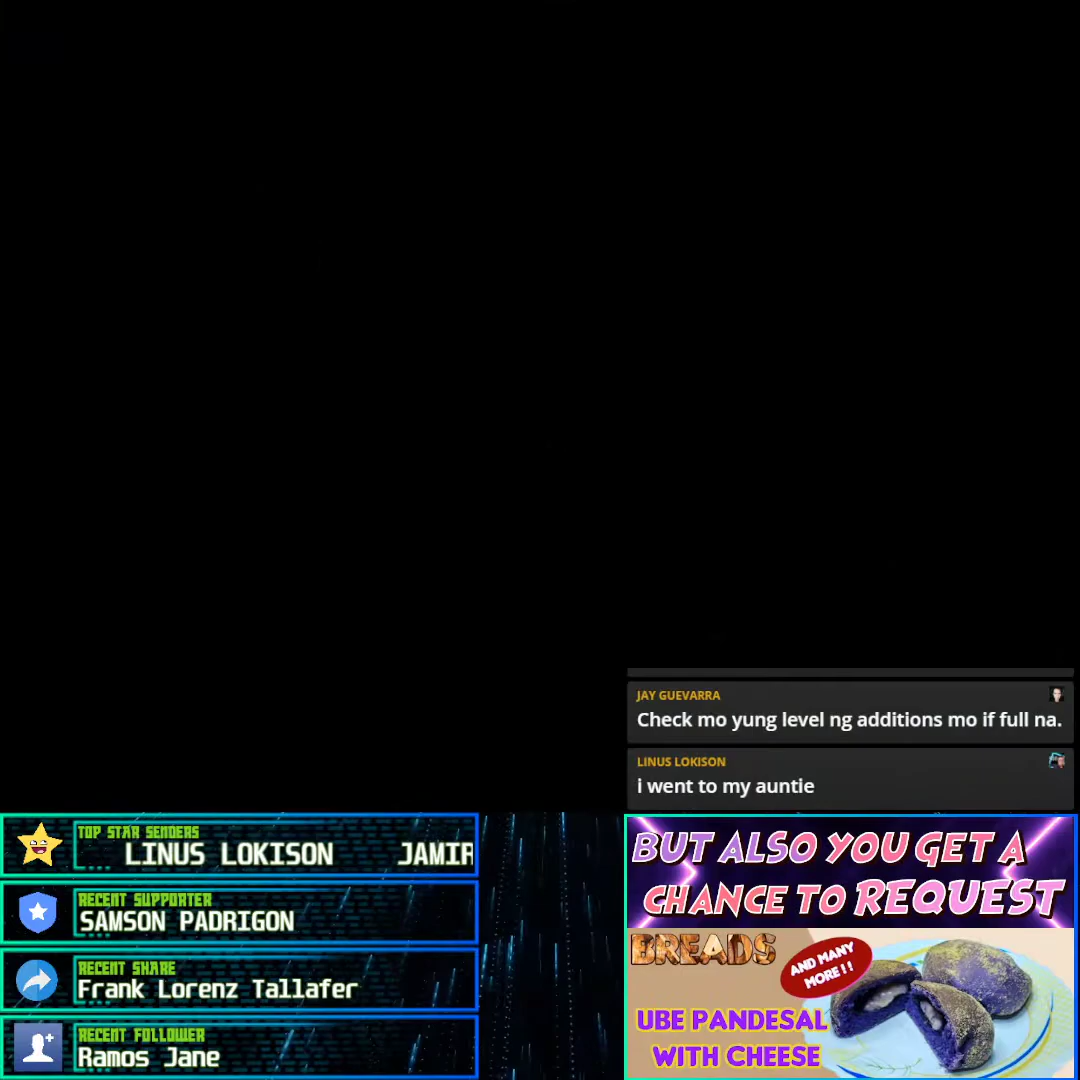 JAY GUEVARRA
Check mo yung level ng additions mo if full na.
LINUS LOKISON
i went to my auntie
TOP STAR SENDERS
LINUS LOKISON JAMIR
RECENT SUPPORTER
SAMSON PADRIGON
RECENT SHARE
Frank Lorenz Tallafer
RECENT FOLLOWER
Ramos Jane
BUT ALSO YOU GET A
CHANCE TO REQUEST
BREADS
AND MANY
MORE!!
UBE PANDESAL
WITH CHEESE